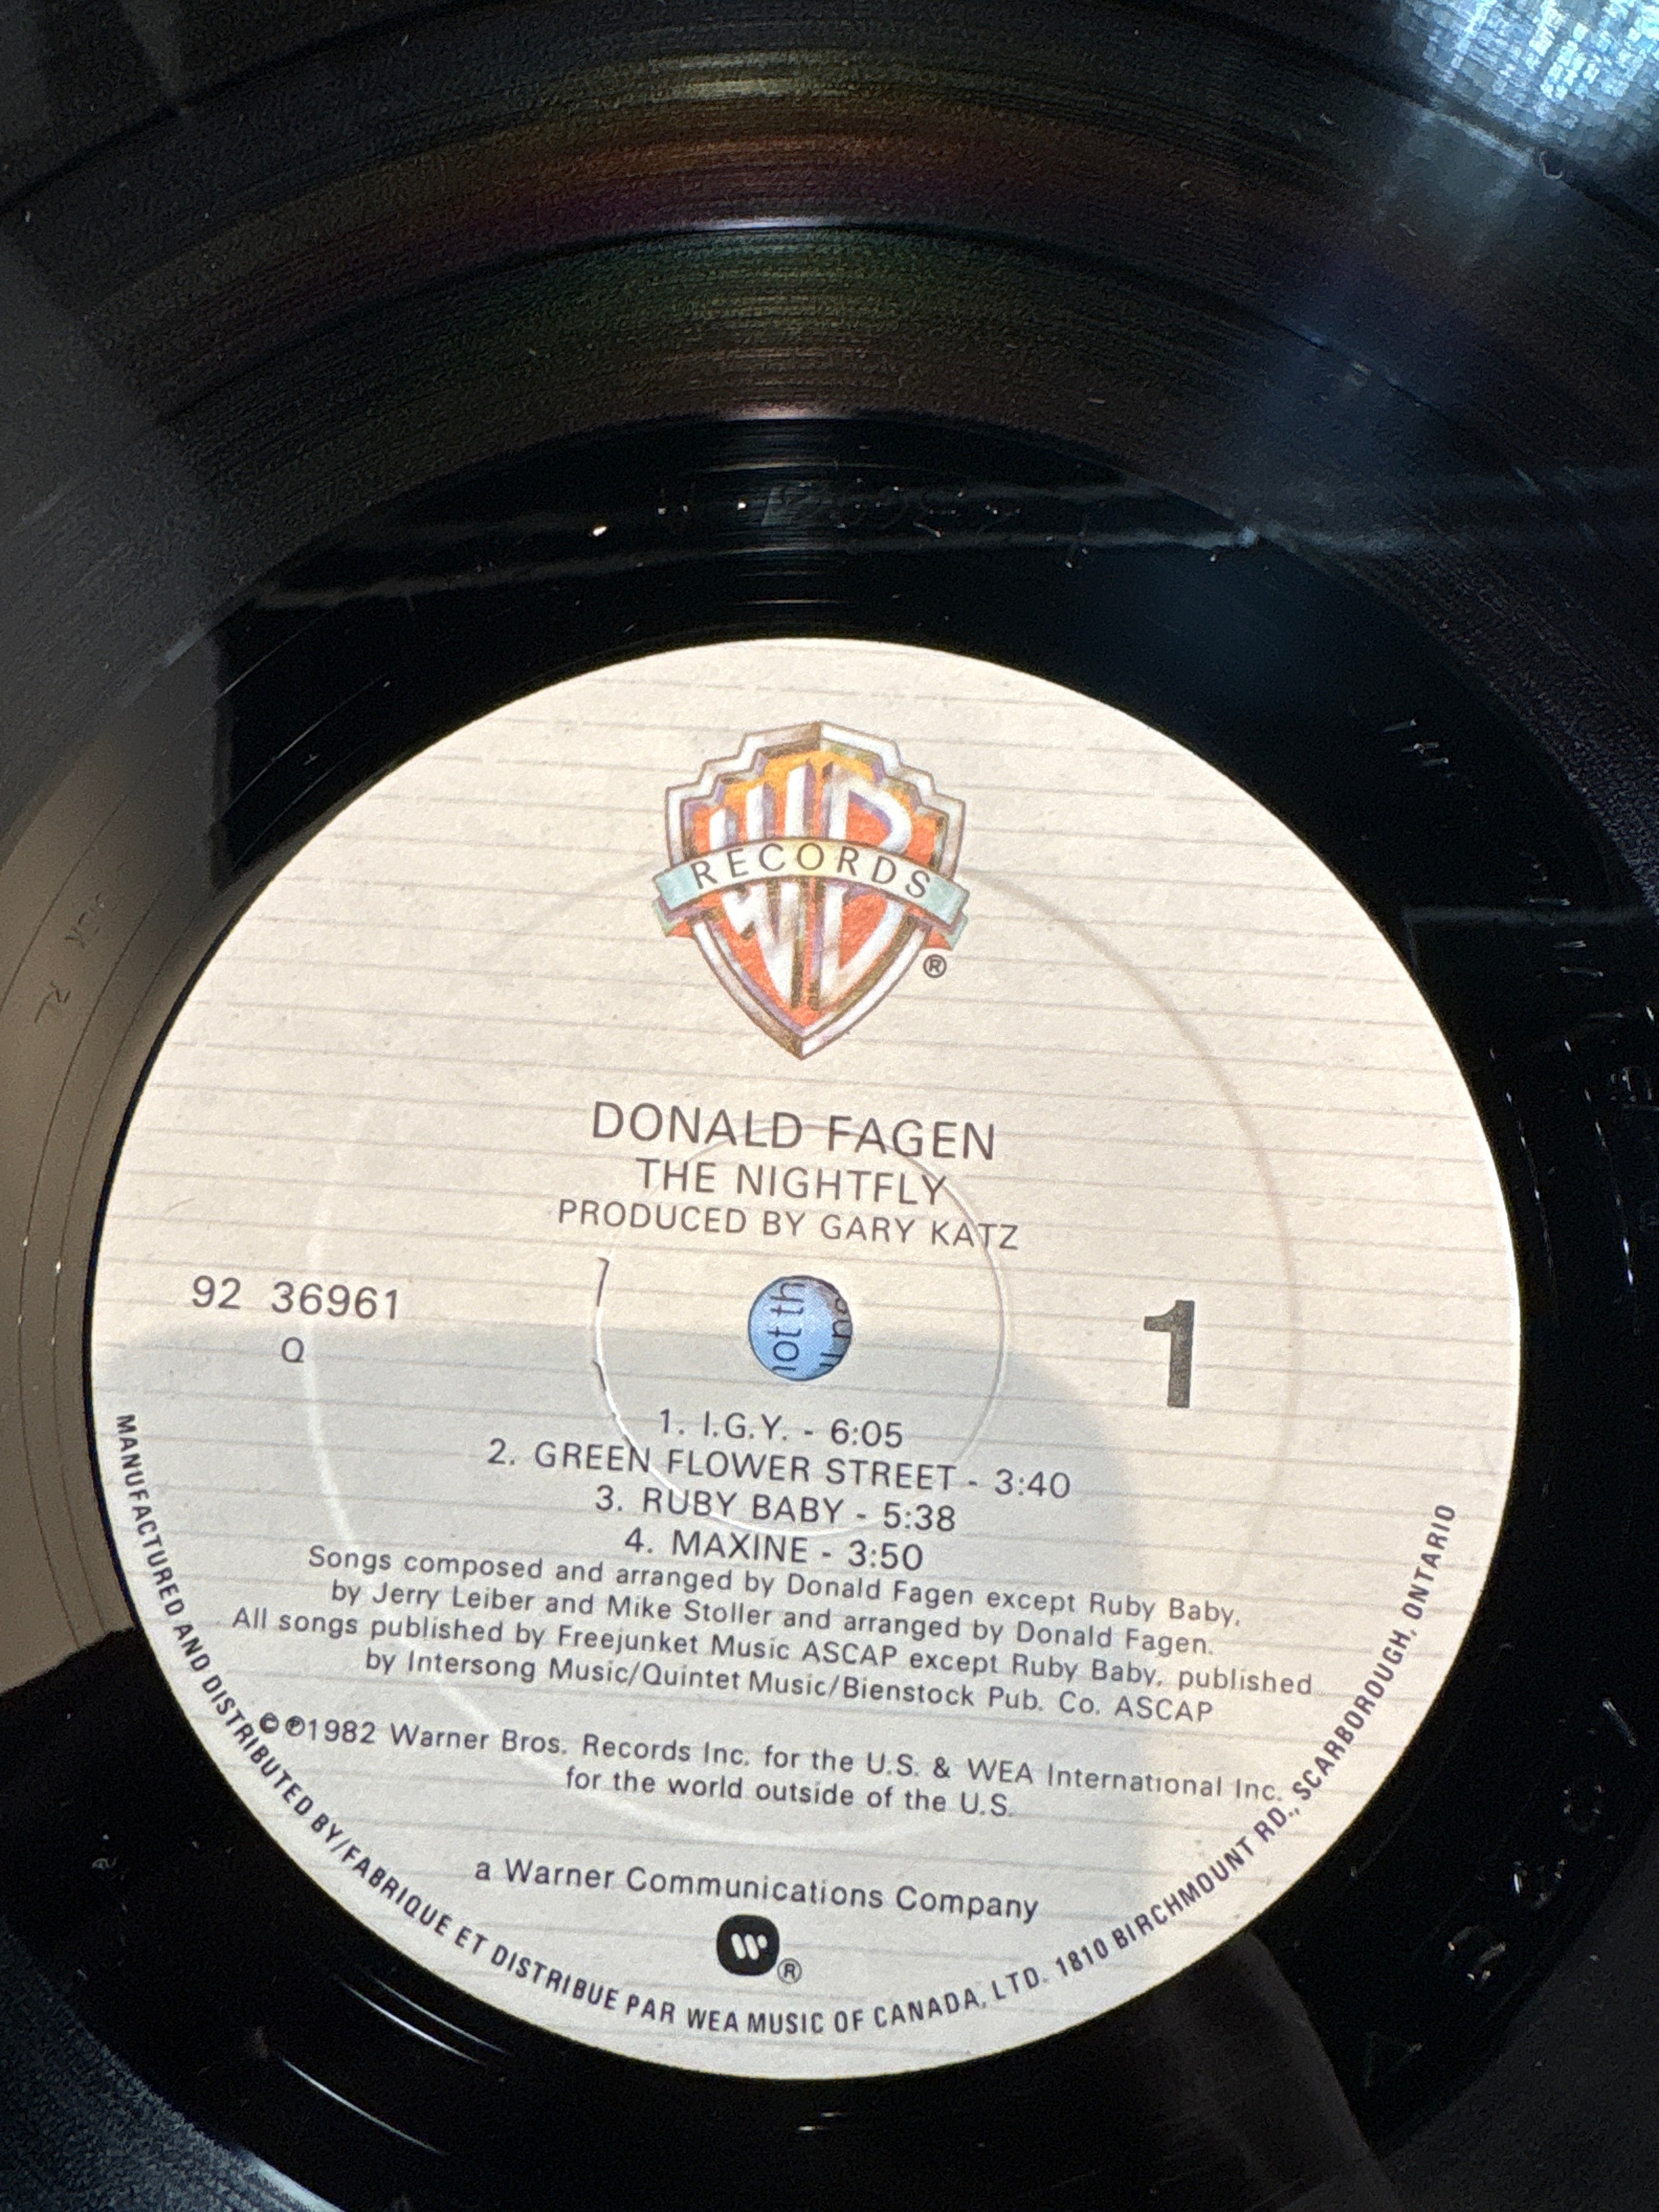 WB
RECORDS
®
DONALD FAGEN
THE NIGHTFLY
PRODUCED BY GARY KATZ
92 36961
Q
1
1. I.G.Y. - 6:05
2. GREEN FLOWER STREET - 3:40
3. RUBY BABY - 5:38
4. MAXINE - 3:50
Songs composed and arranged by Donald Fagen except Ruby Baby,
by Jerry Leiber and Mike Stoller and arranged by Donald Fagen.
All songs published by Freejunket Music ASCAP except Ruby Baby, published
by Intersong Music/Quintet Music/Bienstock Pub. Co. ASCAP
©℗1982 Warner Bros. Records Inc. for the U.S. & WEA International Inc.
for the world outside of the U.S.
a Warner Communications Company
®
MANUFACTURED AND DISTRIBUTED BY/FABRIQUE ET DISTRIBUE PAR WEA MUSIC OF CANADA, LTD. 1810 BIRCHMOUNT RD., SCARBOROUGH, ONTARIO